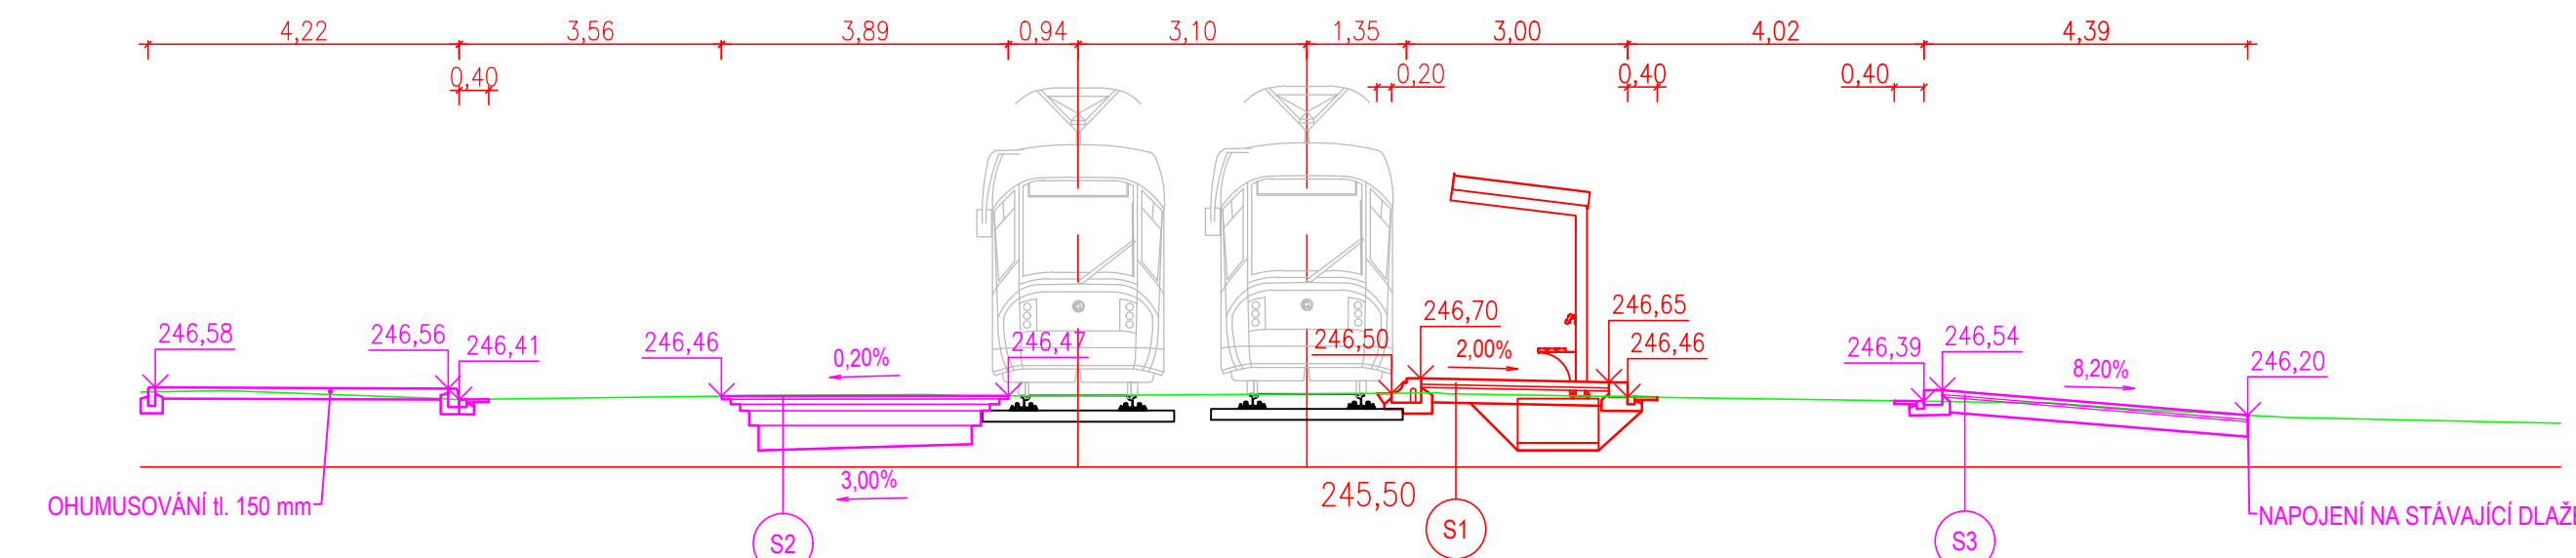 4,22 3,56 3,89 0,94 3,10 1,35 3,00 4,02 4,39
0,40 0,20 0,40 0,40
246,58 246,56 246,41 246,46 0,20% 246,47 246,50 246,70 2,00% 246,65 246,46 246,39 246,54 8,20% 246,20
3,00%
OHUMUSOVÁNÍ tl. 150 mm
245,50
NAPOJENÍ NA STÁVAJÍCÍ
S2 S1 S3